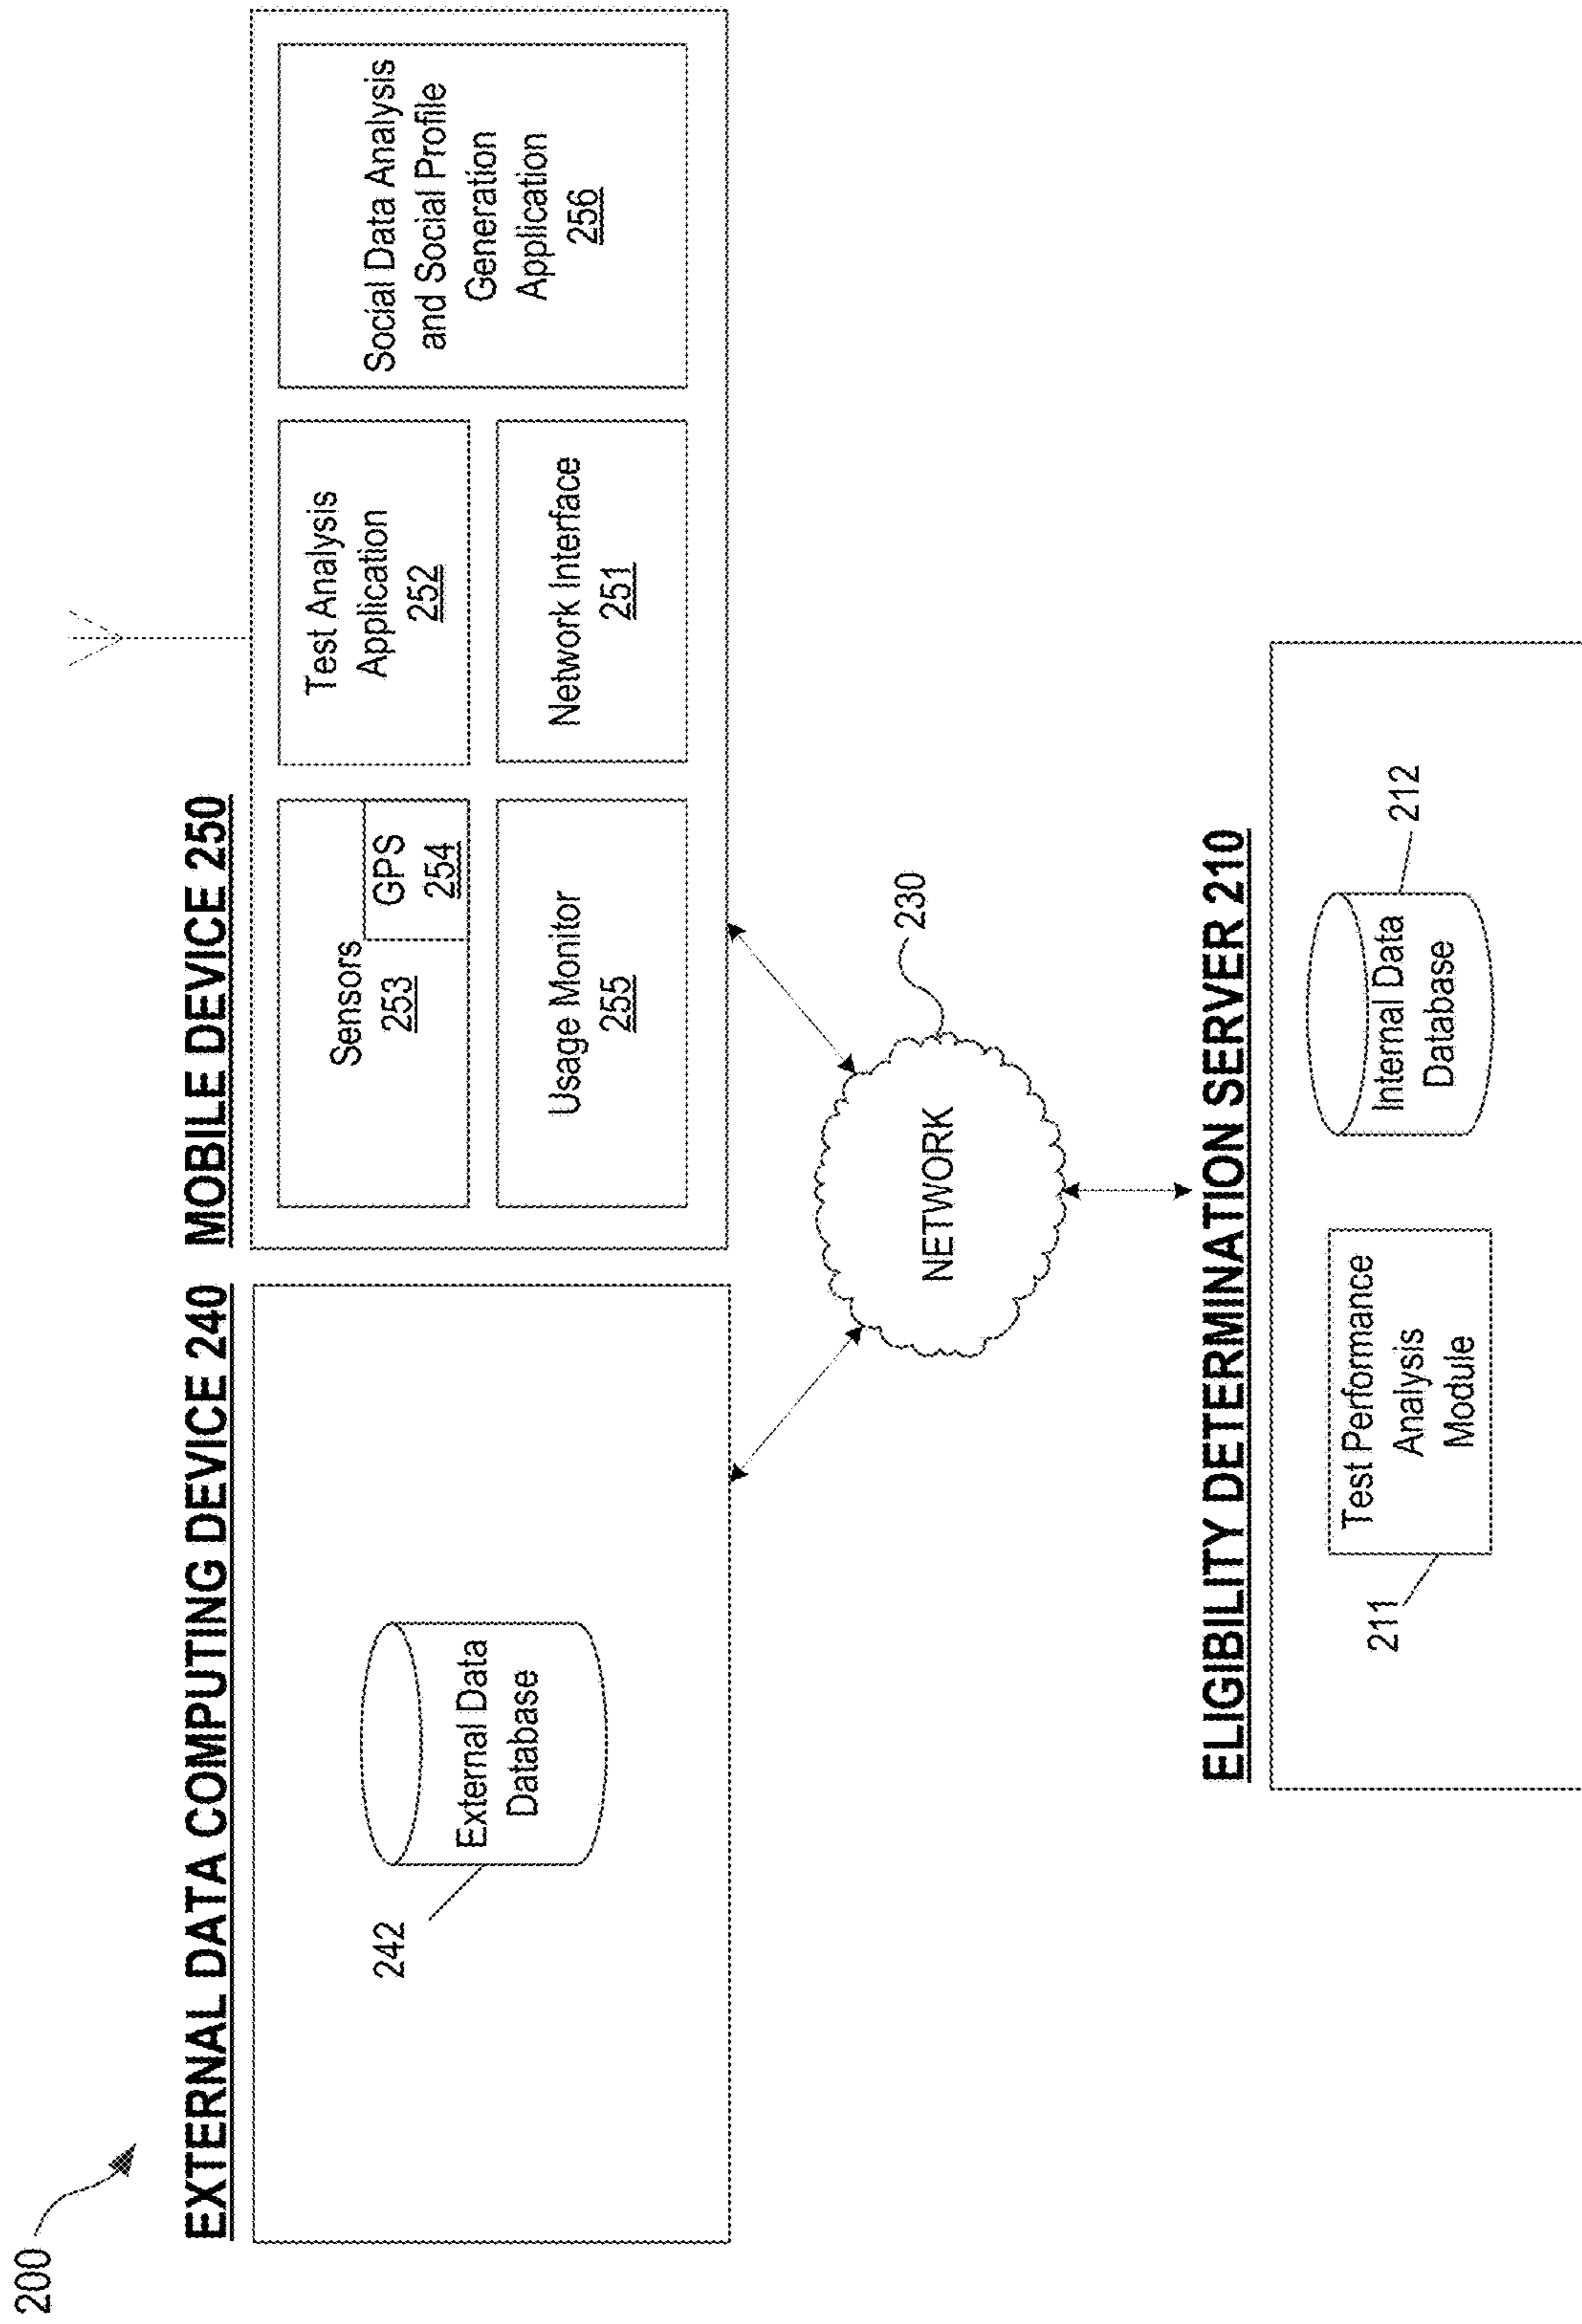 200
EXTERNAL DATA COMPUTING DEVICE 240
242
External Data
Database
MOBILE DEVICE 250
Sensors
253
GPS
254
Test Analysis
Application
252
Social Data Analysis
and Social Profile
Generation
Application
256
Usage Monitor
255
Network Interface
251
NETWORK
230
ELIGIBILITY DETERMINATION SERVER 210
211
Test Performance
Analysis
Module
Internal Data
Database
212